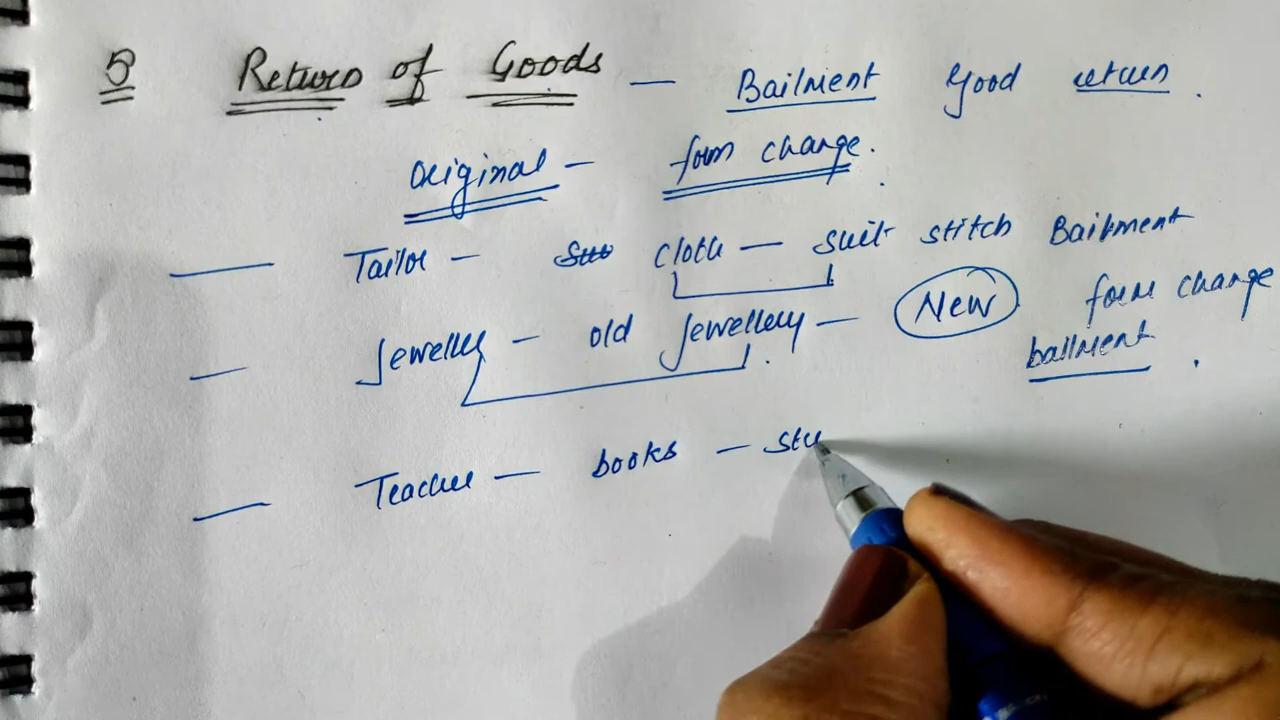 5 Return of Goods — Bailment Good return .
Original — form change.
— Tailor — cloth — suit stitch Bailment
— Jewelley — old Jewellery — New form change
bailment .
— Teacher — books — stu